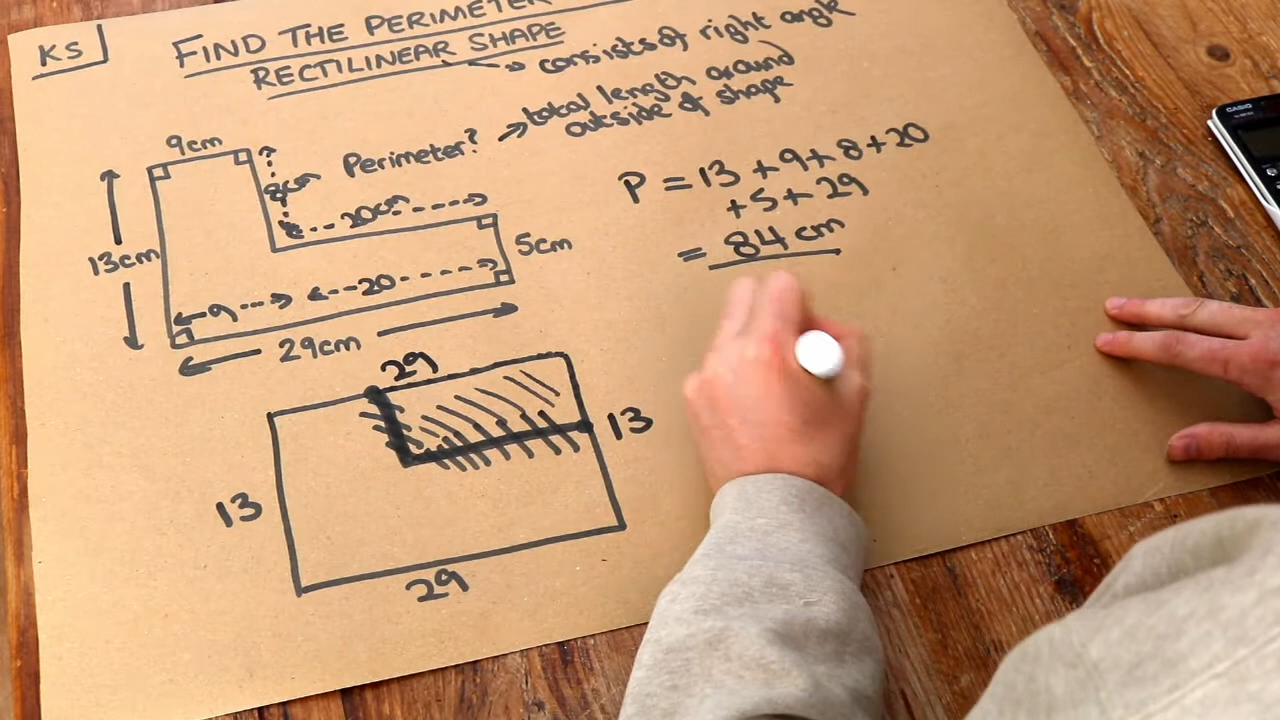 KS
FIND THE PERIMETER
RECTILINEAR SHAPE
→ consists of right angle
Perimeter? → total length around
outside of shape
9cm
8cm
20cm
13cm
5cm
9
20
29cm
P = 13 + 9 + 8 + 20
+ 5 + 29
= 84 cm
29
13
13
29
CASIO